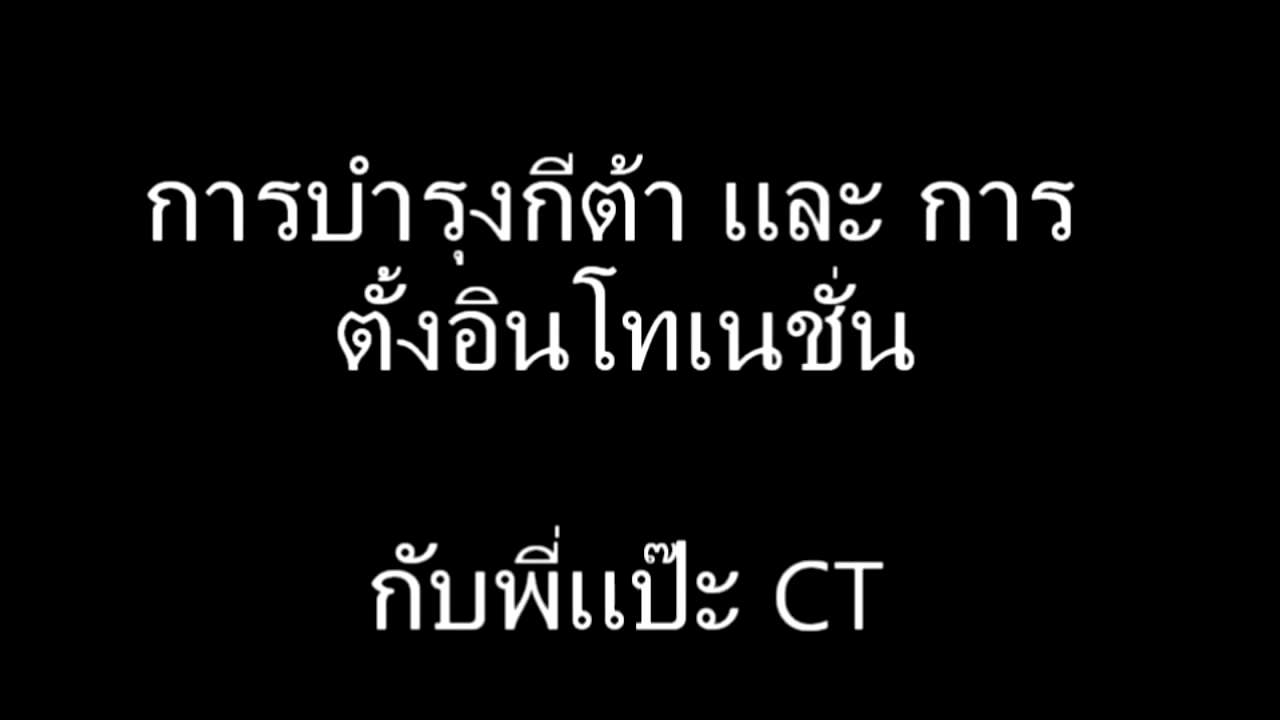 การบำรุงกีต้า และ การ
ตั้งอินโทเนชั่น
กับพี่แป๊ะ CT